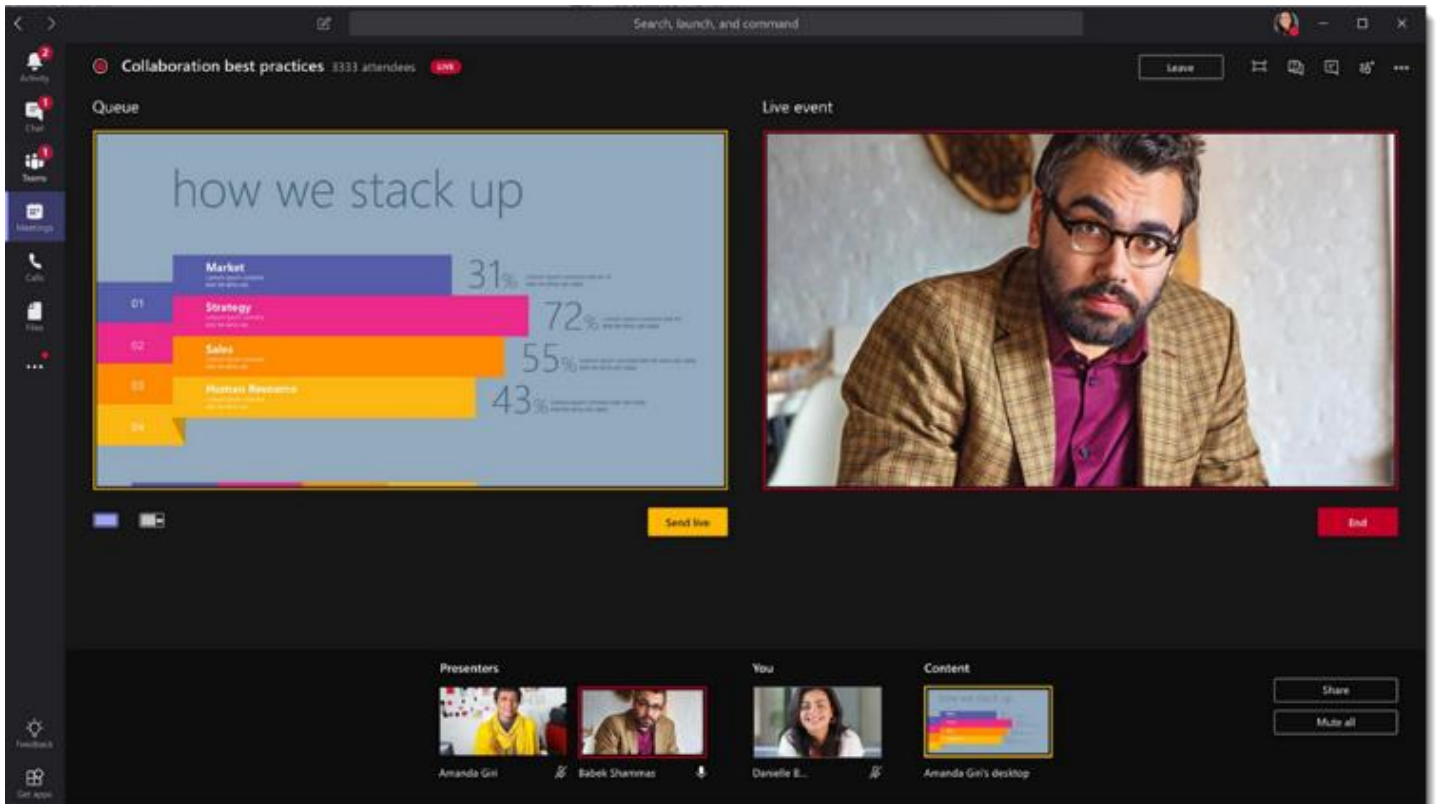 Search, launch, and command
Activity
2
Chat
1
Teams
1
Meetings
Calls
Files
Feedback
Get apps
Collaboration best practices 3333 attendees LIVE
Leave
Queue
Live event
how we stack up
01
02
03
04
Market
31%
Strategy
72%
Sales
55%
Human Resource
43%
Send live
End
Presenters
You
Content
Amanda Giri
Babek Shammas
Danielle B...
Amanda Giri's desktop
Share
Mute all